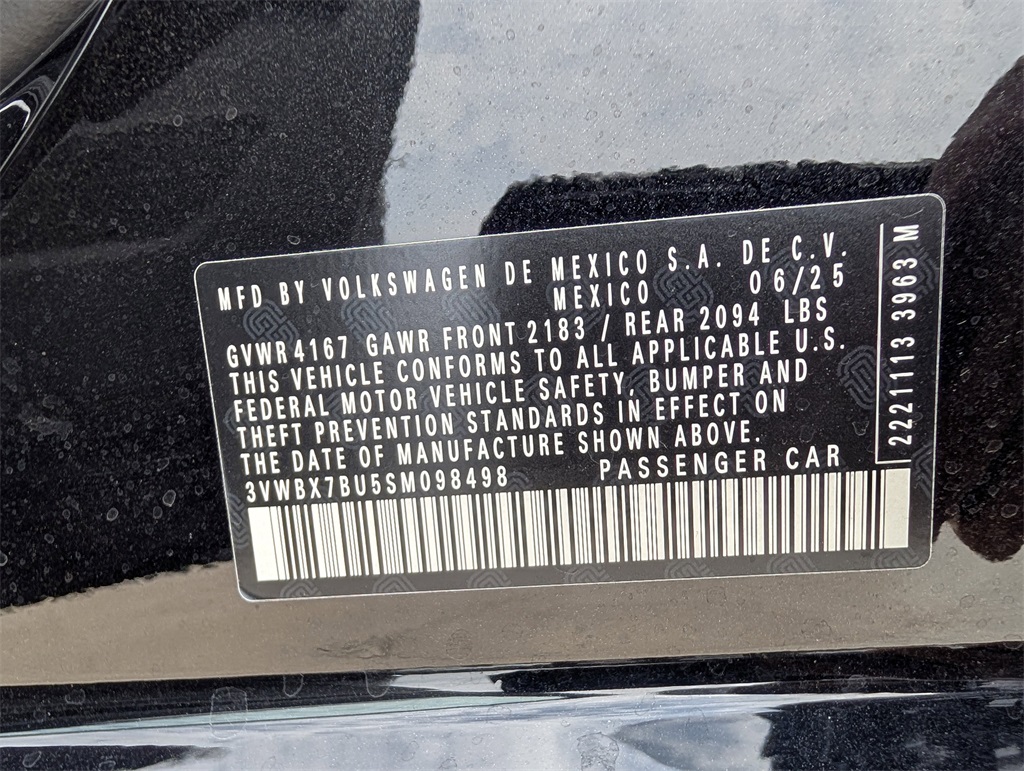 MFD BY VOLKSWAGEN DE MEXICO S.A. DE C.V.
MEXICO 06/25
GVWR 4167 GAWR FRONT 2183 / REAR 2094 LBS
THIS VEHICLE CONFORMS TO ALL APPLICABLE U.S.
FEDERAL MOTOR VEHICLE SAFETY, BUMPER AND
THEFT PREVENTION STANDARDS IN EFFECT ON
THE DATE OF MANUFACTURE SHOWN ABOVE.
3VWBX7BU5SM098498 PASSENGER CAR
2221113 3963 M